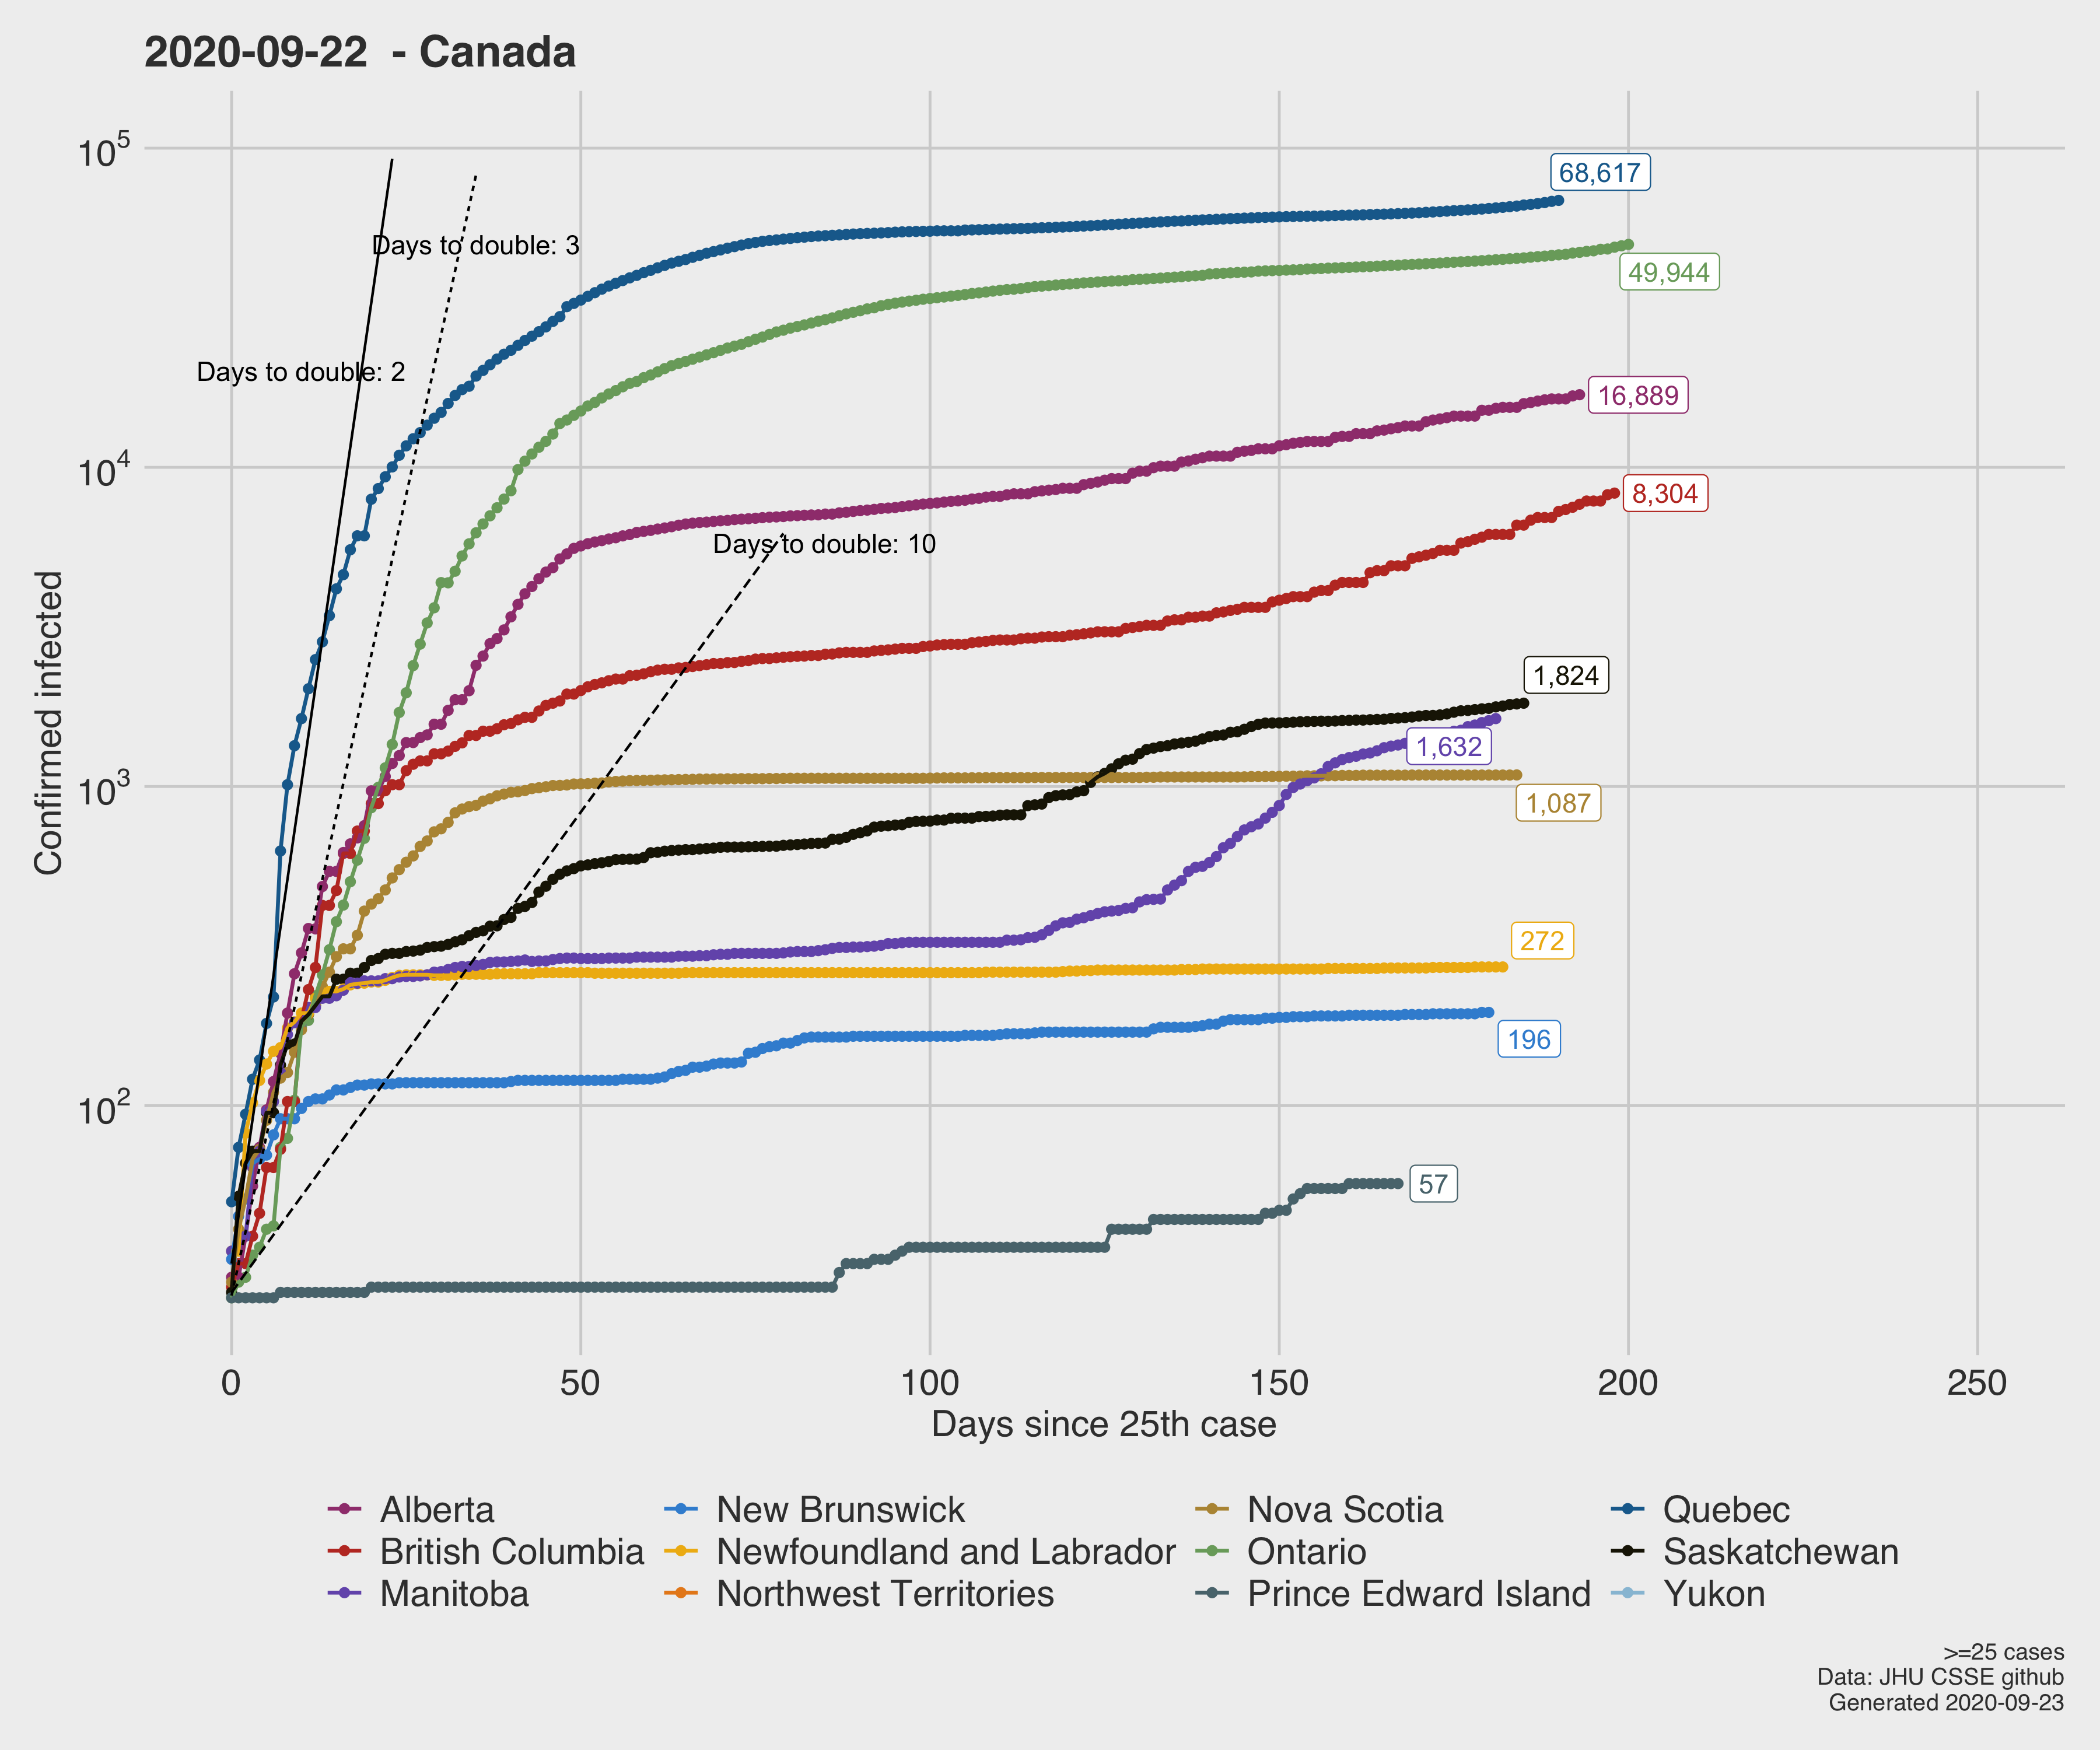 2020-09-22 - Canada
10^5
10^4
10^3
10^2
Confirmed infected
68,617
Days to double: 3
49,944
Days to double: 2
16,889
8,304
Days to double: 10
1,824
1,632
1,087
272
196
57
0 50 100 150 200 250
Days since 25th case
Alberta New Brunswick Nova Scotia Quebec
British Columbia Newfoundland and Labrador Ontario Saskatchewan
Manitoba Northwest Territories Prince Edward Island Yukon
>=25 cases
Data: JHU CSSE github
Generated 2020-09-23